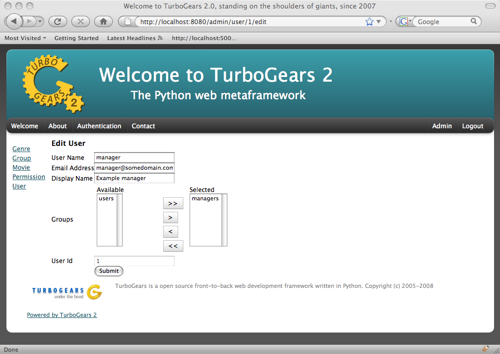 Welcome to TurboGears 2.0, standing on the shoulders of giants, since 2007
http://localhost:8080/admin/user/1/edit
Google
Most Visited
Getting Started
Latest Headlines
http://localhost:500...
TURBO
GEARS
2
Welcome to TurboGears 2
The Python web metaframework
Welcome About Authentication Contact Admin Logout
Genre
Group
Movie
Permission
User
Edit User
User Name manager
Email Address manager@somedomain.com
Display Name Example manager
Available Selected
users managers
Groups
>>
>
<
<<
User Id 1
Submit
TURBOGEARS
under the hood
TurboGears is a open source front-to-back web development framework written in Python. Copyright (c) 2005-2008
Powered by TurboGears 2
Done